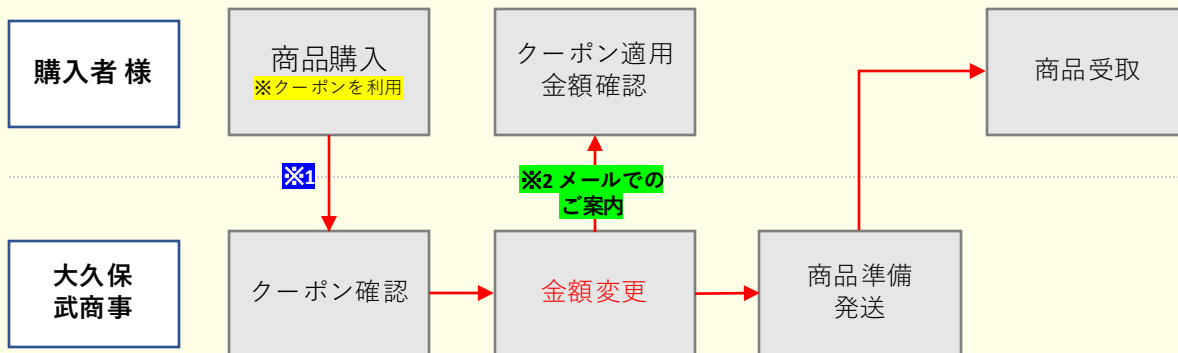 購入者 様
商品購入
※クーポンを利用
クーポン適用
金額確認
商品受取
※1
※2 メールでの
ご案内
大久保
武商事
クーポン確認
金額変更
商品準備
発送